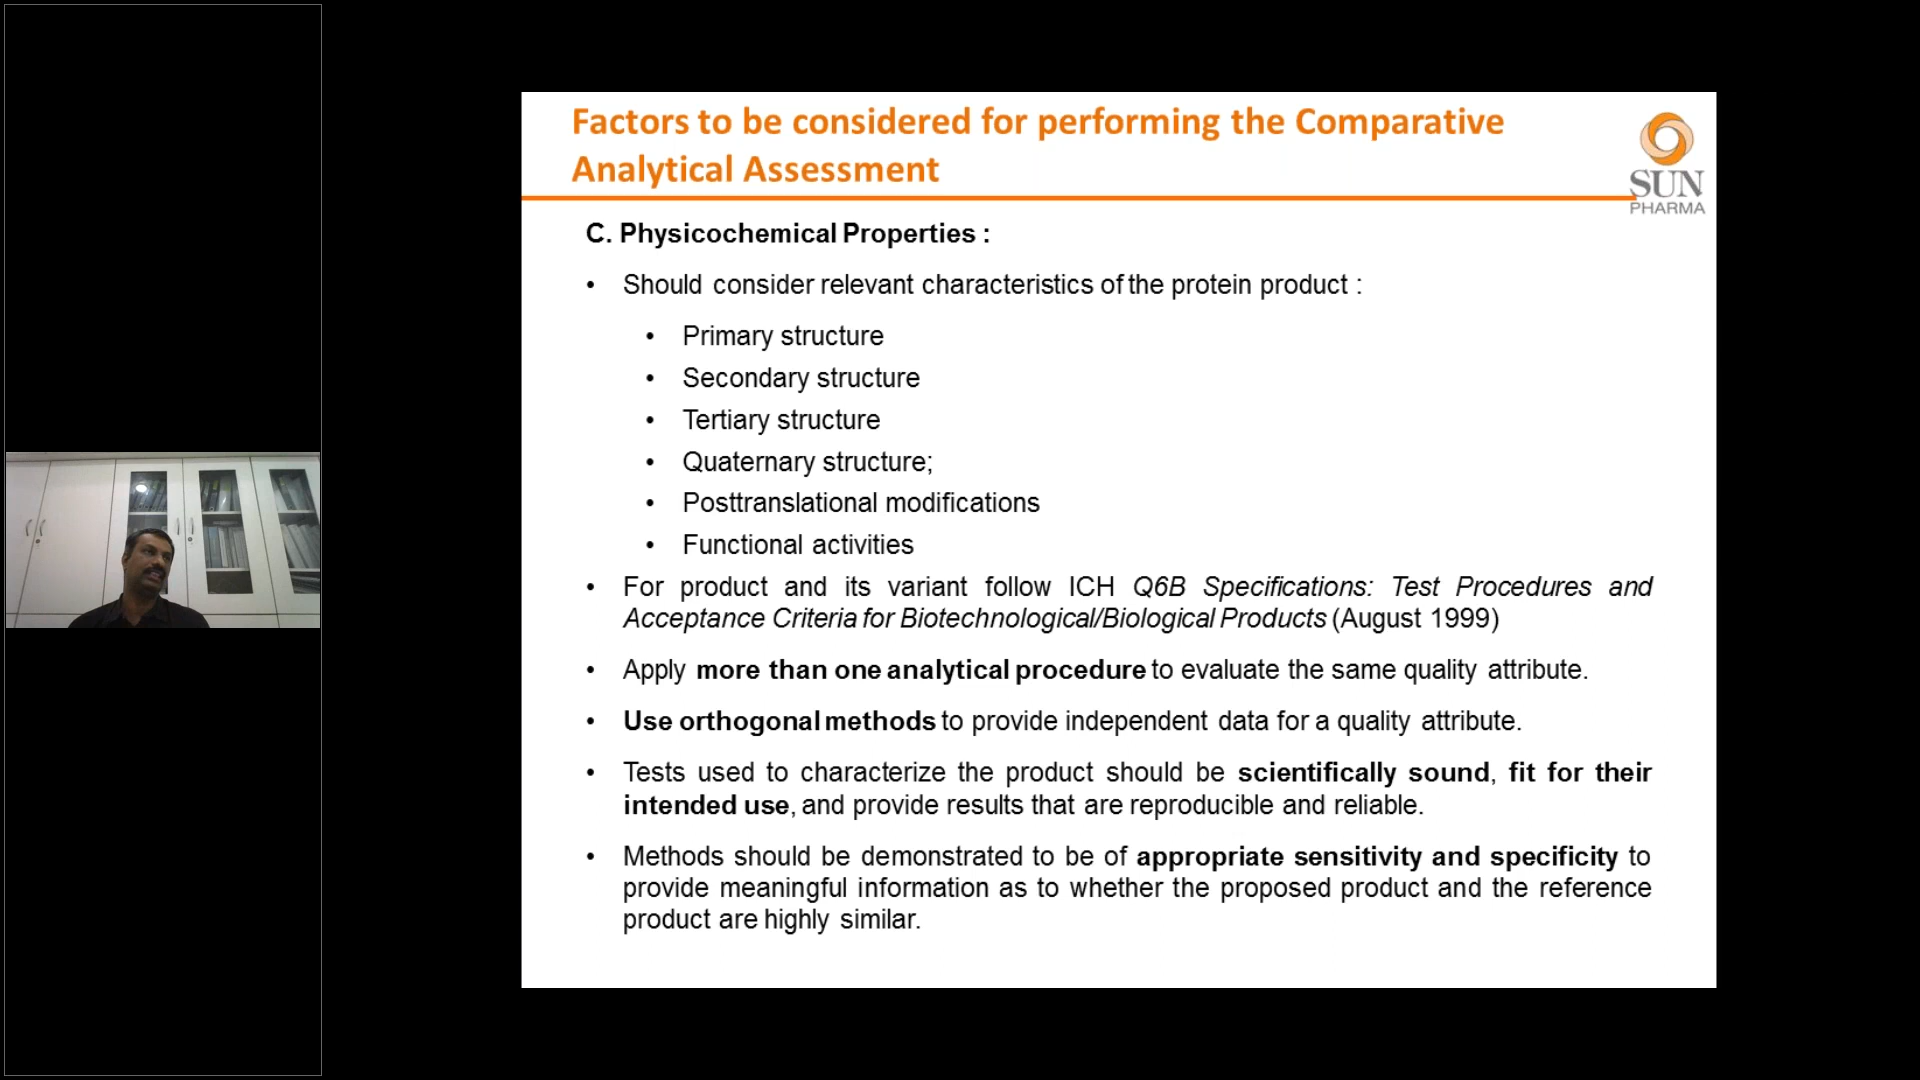 Factors to be considered for performing the Comparative
Analytical Assessment
SUN
PHARMA
C. Physicochemical Properties :
• Should consider relevant characteristics of the protein product :
• Primary structure
• Secondary structure
• Tertiary structure
• Quaternary structure;
• Posttranslational modifications
• Functional activities
• For product and its variant follow ICH Q6B Specifications: Test Procedures and
Acceptance Criteria for Biotechnological/Biological Products (August 1999)
• Apply more than one analytical procedure to evaluate the same quality attribute.
• Use orthogonal methods to provide independent data for a quality attribute.
• Tests used to characterize the product should be scientifically sound, fit for their
intended use, and provide results that are reproducible and reliable.
• Methods should be demonstrated to be of appropriate sensitivity and specificity to
provide meaningful information as to whether the proposed product and the reference
product are highly similar.